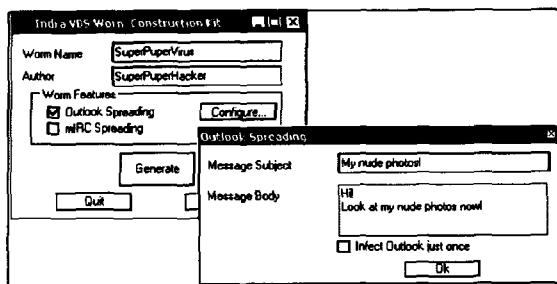 Indra VBS Worm Construction Kit
Worm Name SuperPuperVirus
Author SuperPuperHacker
Worm Features
Outlook Spreading Configure...
mIRC Spreading
Generate
Quit
Outlook Spreading
Message Subject My nude photos!
Message Body Hi!
Look at my nude photos now!
Infect Outlook just once
Ok